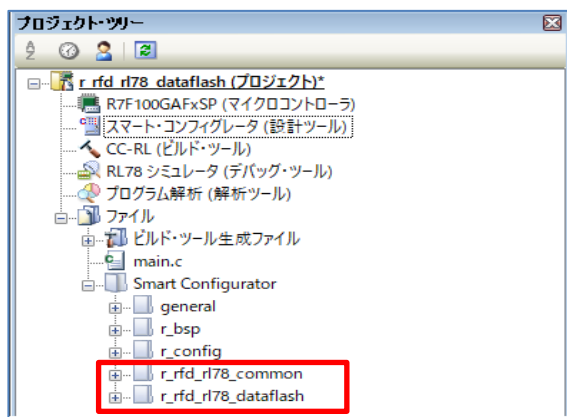 プロジェクト・ツリー
r_rfd_rl78_dataflash (プロジェクト)*
R7F100GAFxSP (マイクロコントローラ)
スマート・コンフィグレータ (設計ツール)
CC-RL (ビルド・ツール)
RL78 シミュレータ (デバッグ・ツール)
プログラム解析 (解析ツール)
ファイル
ビルド・ツール生成ファイル
main.c
Smart Configurator
general
r_bsp
r_config
r_rfd_rl78_common
r_rfd_rl78_dataflash